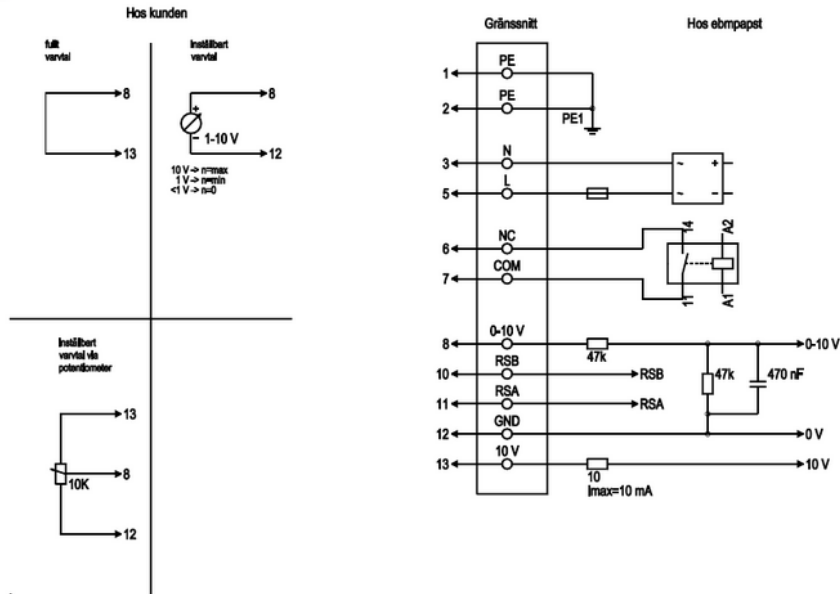 Hos kunden
fullt
varvtal
8
13
Inställbart
varvtal
8
+
1-10 V
–
12
10 V -> n=max
1 V -> n=min
<1 V -> n=0
Inställbart
varvtal via
potentiometer
13
8
10K
12
Gränssnitt
Hos ebmpapst
1
PE
2
PE
PE1
3
N
~
+
5
L
~
–
6
NC
14
A2
7
COM
11
A1
8
0-10 V
47k
0-10 V
10
RSB
RSB
47k
470 nF
11
RSA
RSA
12
GND
0 V
13
10 V
10
10 V
Imax=10 mA